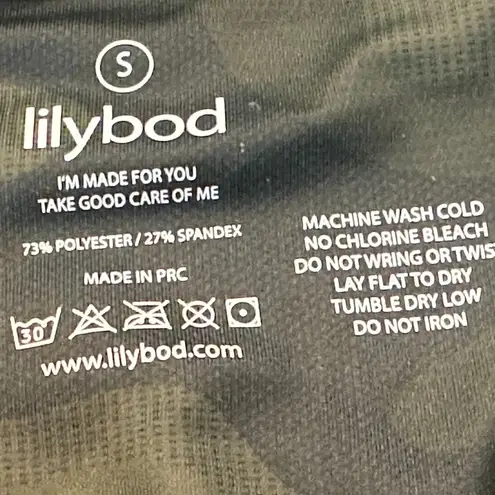 S
lilybod
I'M MADE FOR YOU
TAKE GOOD CARE OF ME
73% POLYESTER / 27% SPANDEX
MADE IN PRC
30
www.lilybod.com
MACHINE WASH COLD
NO CHLORINE BLEACH
DO NOT WRING OR TWIS
LAY FLAT TO DRY
TUMBLE DRY LOW
DO NOT IRON